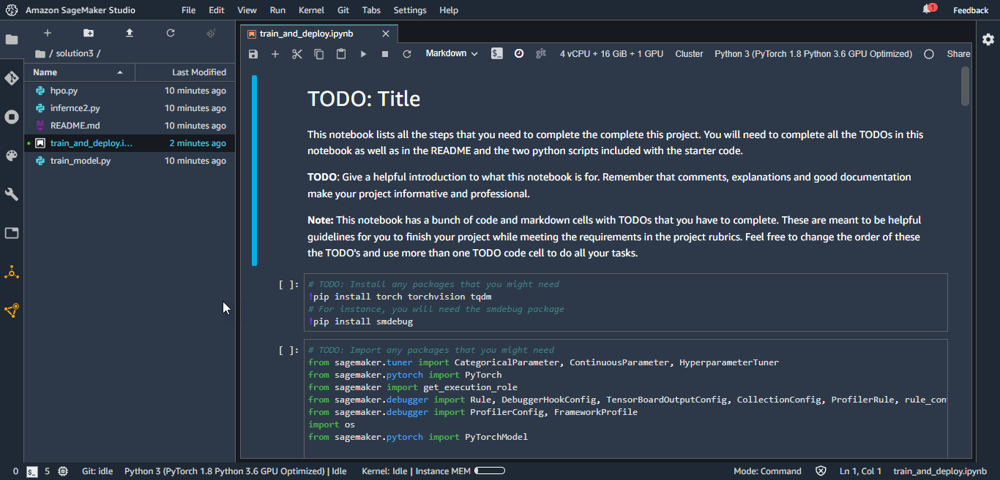 Amazon SageMaker Studio File Edit View Run Kernel Git Tabs Settings Help 1 Feedback
/ solution3 /
Name Last Modified
hpo.py 10 minutes ago
infernce2.py 10 minutes ago
README.md 10 minutes ago
train_and_deploy.i... 2 minutes ago
train_model.py 10 minutes ago
train_and_deploy.ipynb
Markdown git 4 vCPU + 16 GiB + 1 GPU Cluster Python 3 (PyTorch 1.8 Python 3.6 GPU Optimized) Share
TODO: Title
This notebook lists all the steps that you need to complete the complete this project. You will need to complete all the TODOs in this
notebook as well as in the README and the two python scripts included with the starter code.
TODO: Give a helpful introduction to what this notebook is for. Remember that comments, explanations and good documentation
make your project informative and professional.
Note: This notebook has a bunch of code and markdown cells with TODOs that you have to complete. These are meant to be helpful
guidelines for you to finish your project while meeting the requirements in the project rubrics. Feel free to change the order of these
the TODO's and use more than one TODO code cell to do all your tasks.
[ ]: # TODO: Install any packages that you might need
!pip install torch torchvision tqdm
# For instance, you will need the smdebug package
!pip install smdebug
[ ]: # TODO: Import any packages that you might need
from sagemaker.tuner import CategoricalParameter, ContinuousParameter, HyperparameterTuner
from sagemaker.pytorch import PyTorch
from sagemaker import get_execution_role
from sagemaker.debugger import Rule, DebuggerHookConfig, TensorBoardOutputConfig, CollectionConfig, ProfilerRule, rule_con
from sagemaker.debugger import ProfilerConfig, FrameworkProfile
import os
from sagemaker.pytorch import PyTorchModel
0 $_ 5 Git: idle Python 3 (PyTorch 1.8 Python 3.6 GPU Optimized) | Idle Kernel: Idle | Instance MEM Mode: Command Ln 1, Col 1 train_and_deploy.ipynb